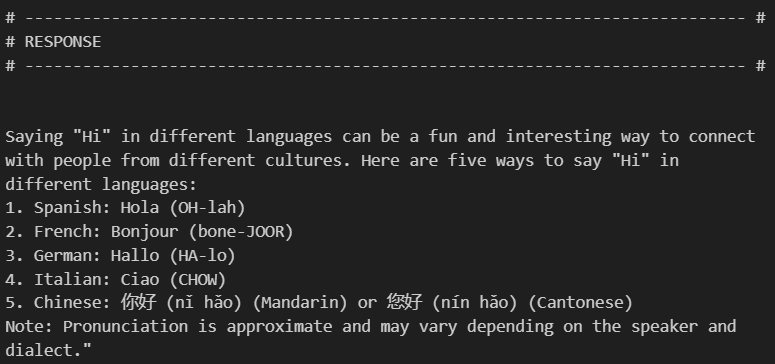 # ------------------------------------------------------------------------- #
# RESPONSE
# ------------------------------------------------------------------------- #
Saying "Hi" in different languages can be a fun and interesting way to connect
with people from different cultures. Here are five ways to say "Hi" in
different languages:
1. Spanish: Hola (OH-lah)
2. French: Bonjour (bone-JOOR)
3. German: Hallo (HA-lo)
4. Italian: Ciao (CHOW)
5. Chinese: 你好 (nǐ hǎo) (Mandarin) or 您好 (nín hǎo) (Cantonese)
Note: Pronunciation is approximate and may vary depending on the speaker and
dialect."